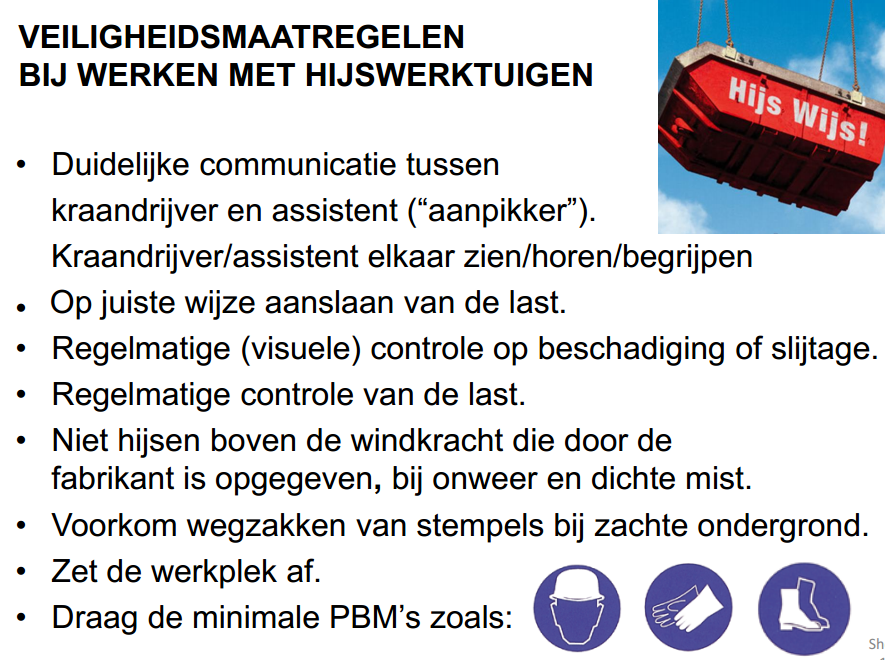 VEILIGHEIDSMAATREGELEN
BIJ WERKEN MET HIJSWERKTUIGEN
Hijs Wijs!
• Duidelijke communicatie tussen
kraandrijver en assistent (“aanpikker”).
Kraandrijver/assistent elkaar zien/horen/begrijpen
• Op juiste wijze aanslaan van de last.
• Regelmatige (visuele) controle op beschadiging of slijtage.
• Regelmatige controle van de last.
• Niet hijsen boven de windkracht die door de
fabrikant is opgegeven, bij onweer en dichte mist.
• Voorkom wegzakken van stempels bij zachte ondergrond.
• Zet de werkplek af.
• Draag de minimale PBM’s zoals: